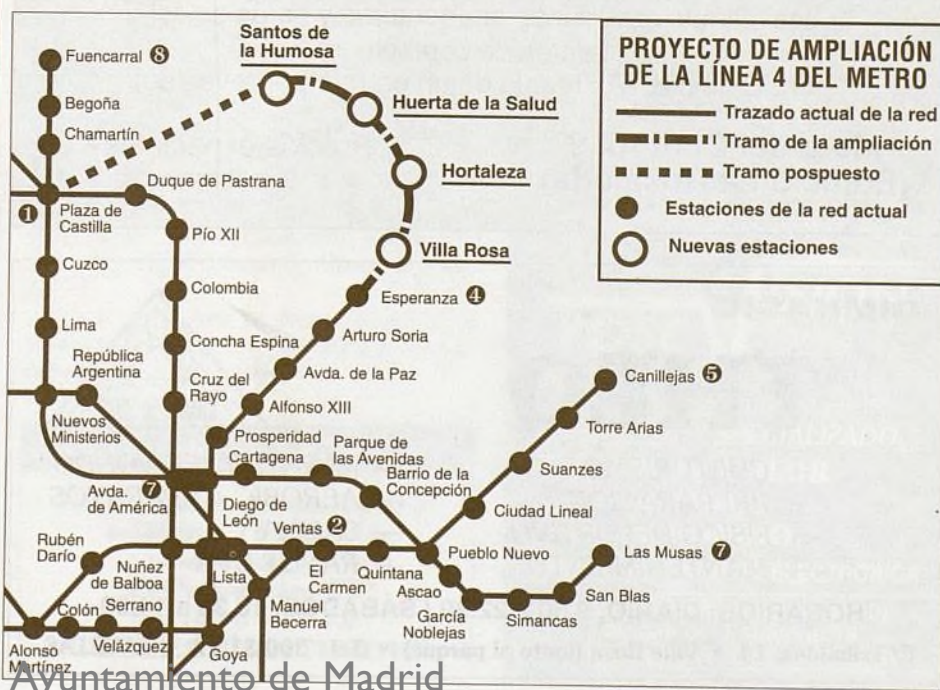 Santos de
la Humosa
Huerta de la Salud
Hortaleza
Villa Rosa
PROYECTO DE AMPLIACIÓN
DE LA LÍNEA 4 DEL METRO
Trazado actual de la red
Tramo de la ampliación
Tramo pospuesto
Estaciones de la red actual
Nuevas estaciones
Fuencarral 8
Begoña
Chamartín
Duque de Pastrana
1
Plaza de
Castilla
Pío XII
Cuzco
Colombia
Esperanza 4
Lima
Concha Espina
Arturo Soria
República
Argentina
Cruz del
Rayo
Avda. de la Paz
Canillejas 5
Alfonso XIII
Torre Arias
Nuevos
Ministerios
Prosperidad
Cartagena
Parque de
las Avenidas
Suanzes
Barrio de la
Concepción
Avda.
de América
7
Diego de
León
Ventas 2
Ciudad Lineal
Rubén
Darío
Nuñez
de Balboa
Lista
El
Carmen
Quintana
Pueblo Nuevo
Las Musas 7
Ascao
San Blas
Colón
Serrano
Manuel
Becerra
García
Noblejas
Simancas
Alonso
Martínez
Velázquez
Goya
HORARIOS DIARIO
Ayuntamiento de Madrid